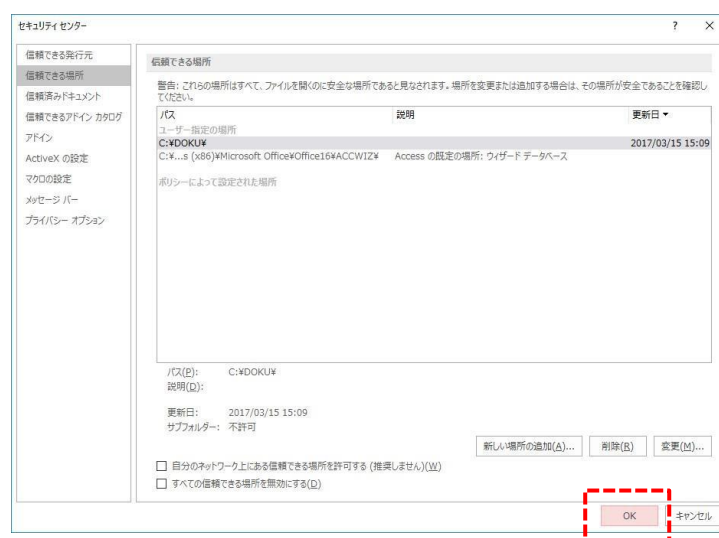 セキュリティ センター
? ×
信頼できる発行元
信頼できる場所
信頼済みドキュメント
信頼できるアドイン カタログ
アドイン
ActiveX の設定
マクロの設定
メッセージ バー
プライバシー オプション
信頼できる場所
警告: これらの場所はすべて、ファイルを開くのに安全な場所であると見なされます。場所を変更または追加する場合は、その場所が安全であることを確認し
てください。
パス 説明 更新日▼
ユーザー指定の場所
C:¥DOKU¥ 2017/03/15 15:09
C:¥...s (x86)¥Microsoft Office¥Office16¥ACCWIZ¥ Access の既定の場所: ウィザード データベース
ポリシーによって設定された場所
パス(P): C:¥DOKU¥
説明(D):
更新日: 2017/03/15 15:09
サブフォルダー: 不許可
新しい場所の追加(A)... 削除(R) 変更(M)...
自分のネットワーク上にある信頼できる場所を許可する (推奨しません)(W)
すべての信頼できる場所を無効にする(D)
OK キャンセル